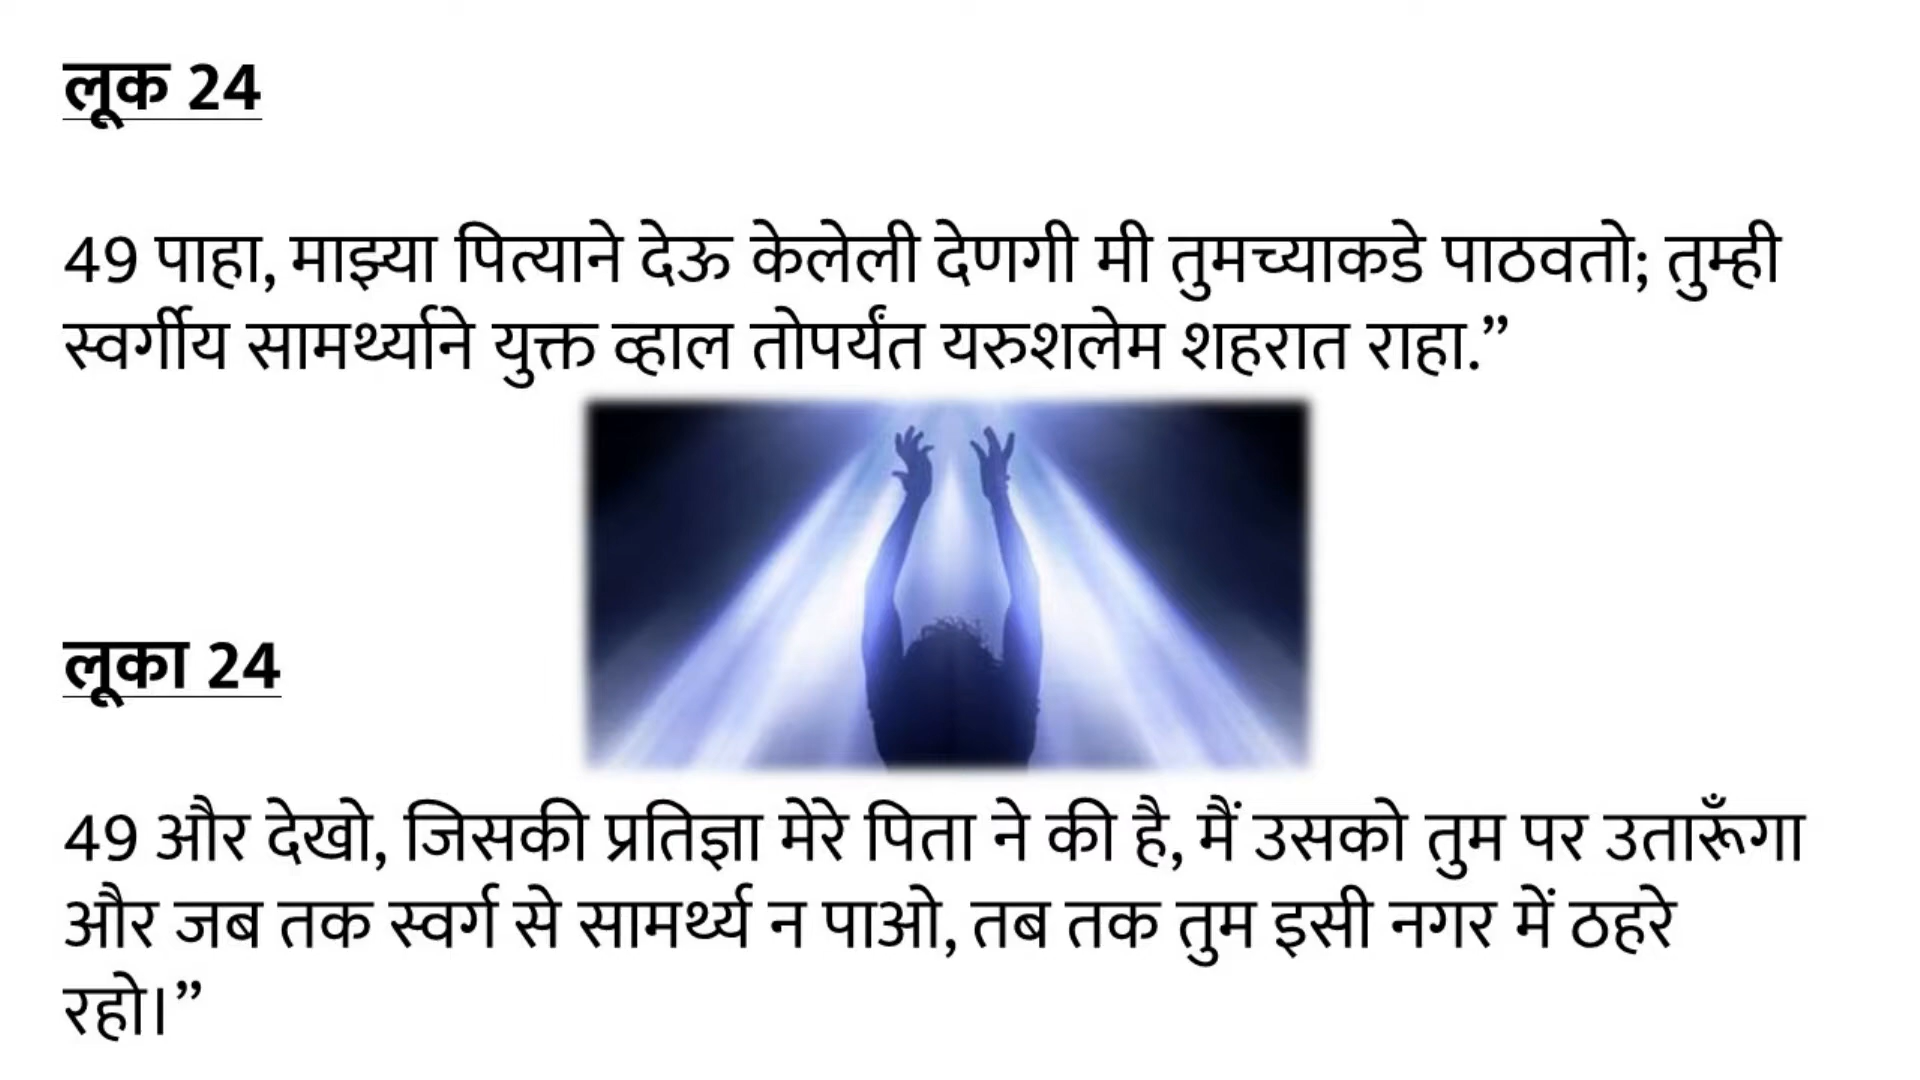 लूक 24
49 पाहा, माझ्या पित्याने देऊ केलेली देणगी मी तुमच्याकडे पाठवतो; तुम्ही
स्वर्गीय सामर्थ्याने युक्त व्हाल तोपर्यंत यरुशलेम शहरात राहा.”
लूका 24
49 और देखो, जिसकी प्रतिज्ञा मेरे पिता ने की है, मैं उसको तुम पर उतारूँगा
और जब तक स्वर्ग से सामर्थ्य न पाओ, तब तक तुम इसी नगर में ठहरे
रहो।”